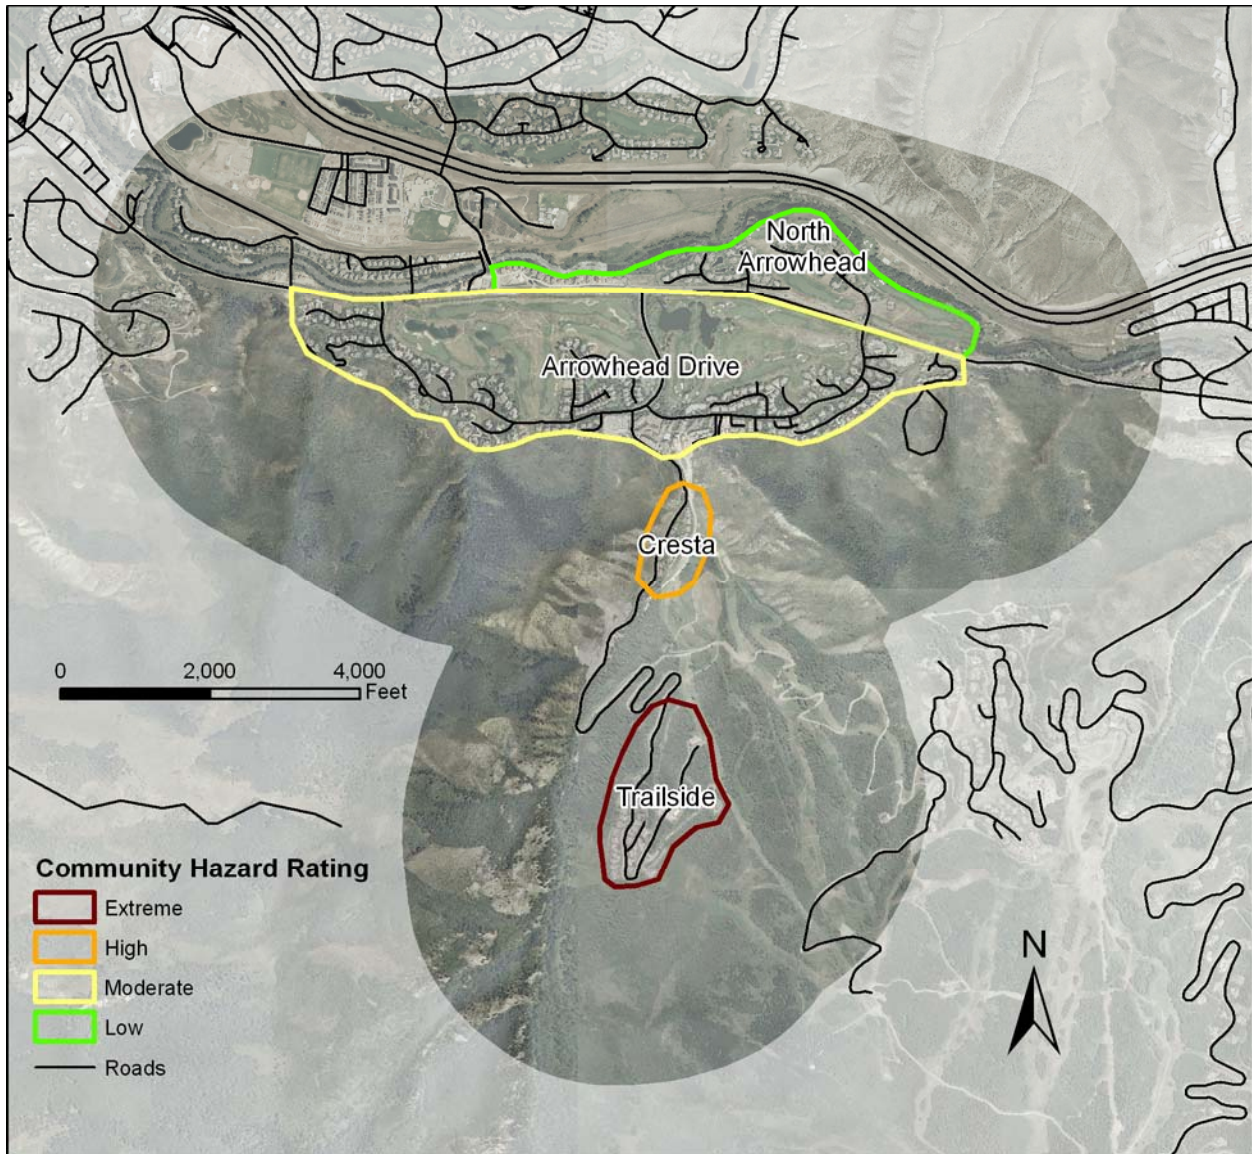 North
Arrowhead
Arrowhead Drive
Cresta
0 2,000 4,000
Feet
Trailside
Community Hazard Rating
Extreme
High
Moderate
Low
Roads
N